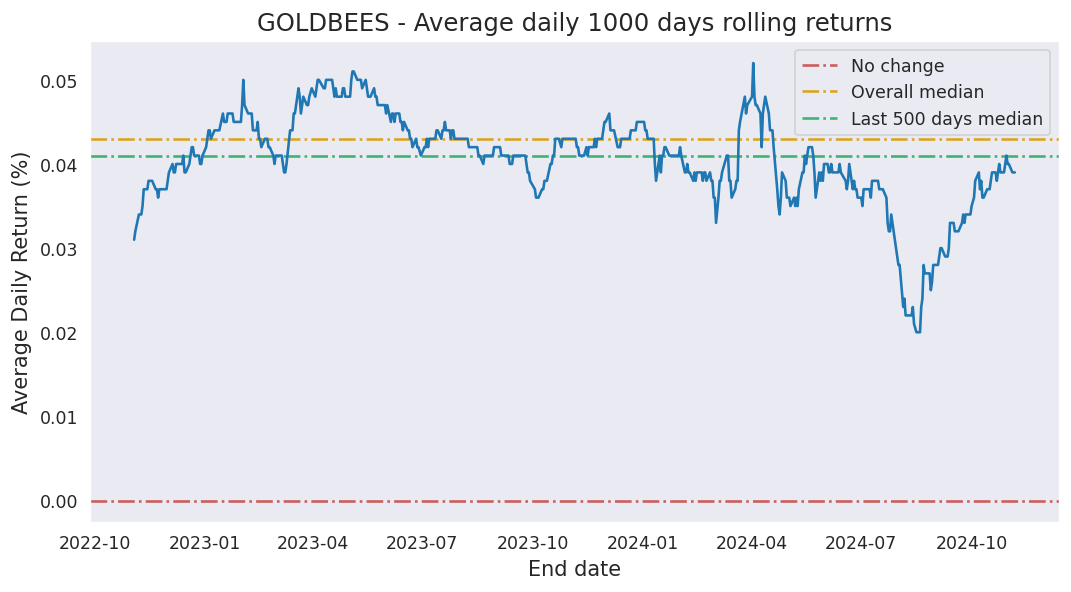 GOLDBEES - Average daily 1000 days rolling returns
No change
Overall median
Last 500 days median
Average Daily Return (%)
0.05
0.04
0.03
0.02
0.01
0.00
2022-10 2023-01 2023-04 2023-07 2023-10 2024-01 2024-04 2024-07 2024-10
End date